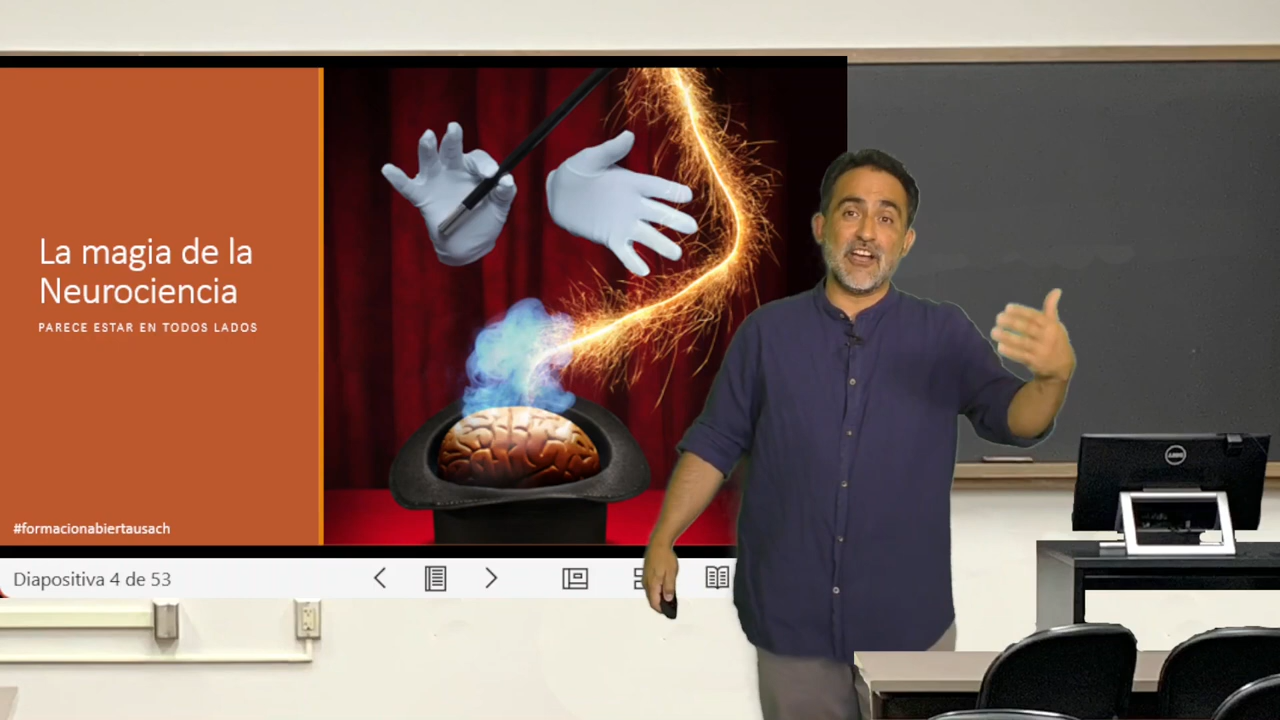 La magia de la
Neurociencia
PARECE ESTAR EN TODOS LADOS
#formacionabiertausach
Diapositiva 4 de 53
DELL